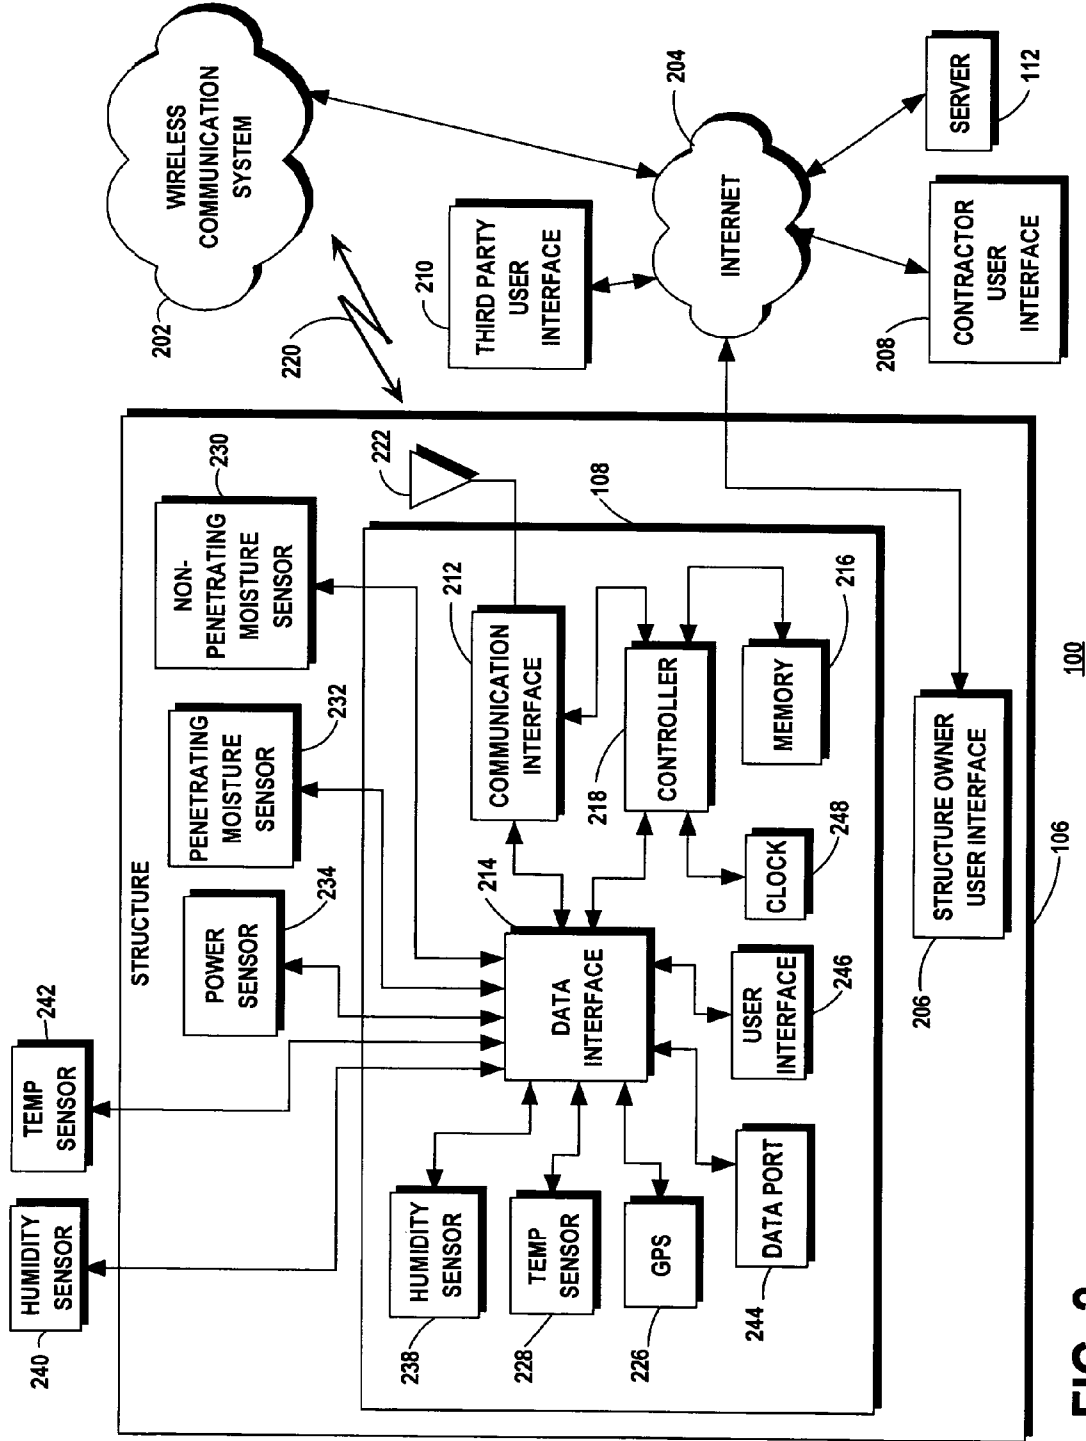 240
HUMIDITY
SENSOR
242
TEMP
SENSOR
STRUCTURE
POWER
SENSOR
234
PENETRATING
MOISTURE
SENSOR
232
NON-
PENETRATING
MOISTURE
SENSOR
230
WIRELESS
COMMUNICATION
SYSTEM
202
220
222
238
HUMIDITY
SENSOR
228
TEMP
SENSOR
226
GPS
244
DATA PORT
214
DATA
INTERFACE
USER
INTERFACE
246
COMMUNICATION
INTERFACE
212
218
CONTROLLER
CLOCK
248
MEMORY
216
108
210
THIRD PARTY
USER
INTERFACE
204
INTERNET
208
CONTRACTOR
USER
INTERFACE
SERVER
112
206
STRUCTURE OWNER
USER INTERFACE
106
100
FIG